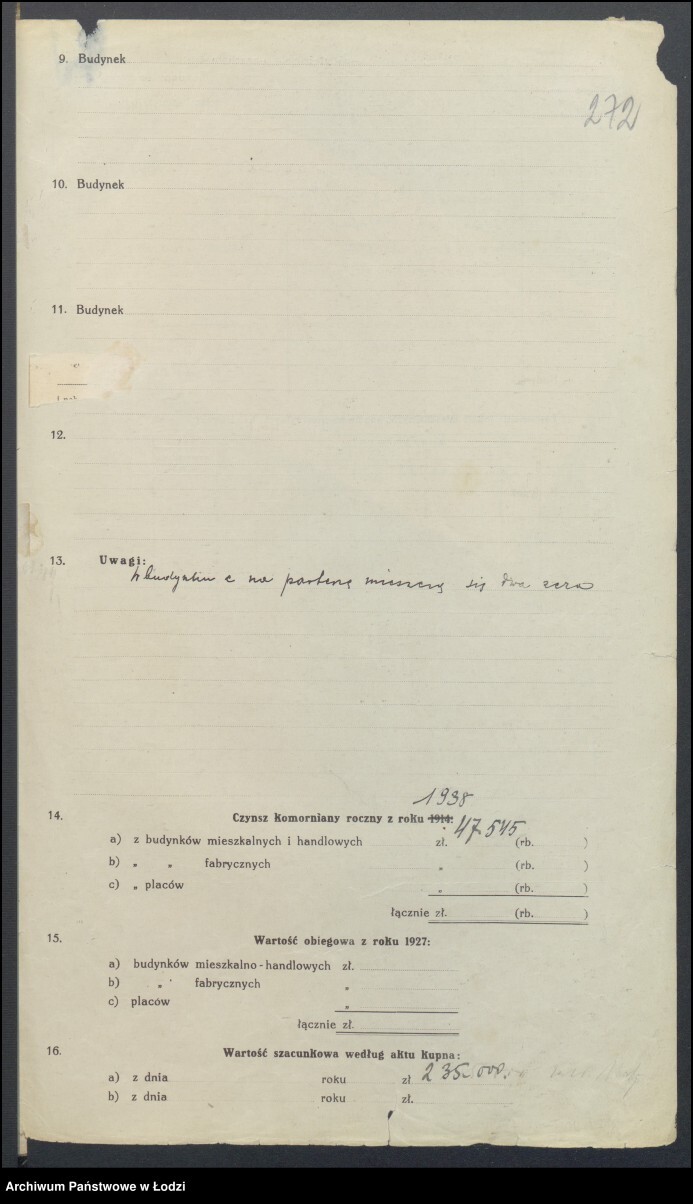 9. Budynek
272
10. Budynek
11. Budynek
12.
13. Uwagi:
W budynku c na parterze mieszczą się dwa
14. 1938
Czynsz komorniany roczny z roku 1914:
a) z budynków mieszkalnych i handlowych zł. 47.545 (rb. )
b) " " fabrycznych " (rb. )
c) " placów " (rb. )
łącznie zł. (rb. )
15. Wartość obiegowa z roku 1927:
a) budynków mieszkalno-handlowych zł.
b) " fabrycznych "
c) placów "
łącznie zł.
16. Wartość szacunkowa według aktu kupna:
a) z dnia roku zł 235.000.
b) z dnia roku zł.
Archiwum Państwowe w Łodzi